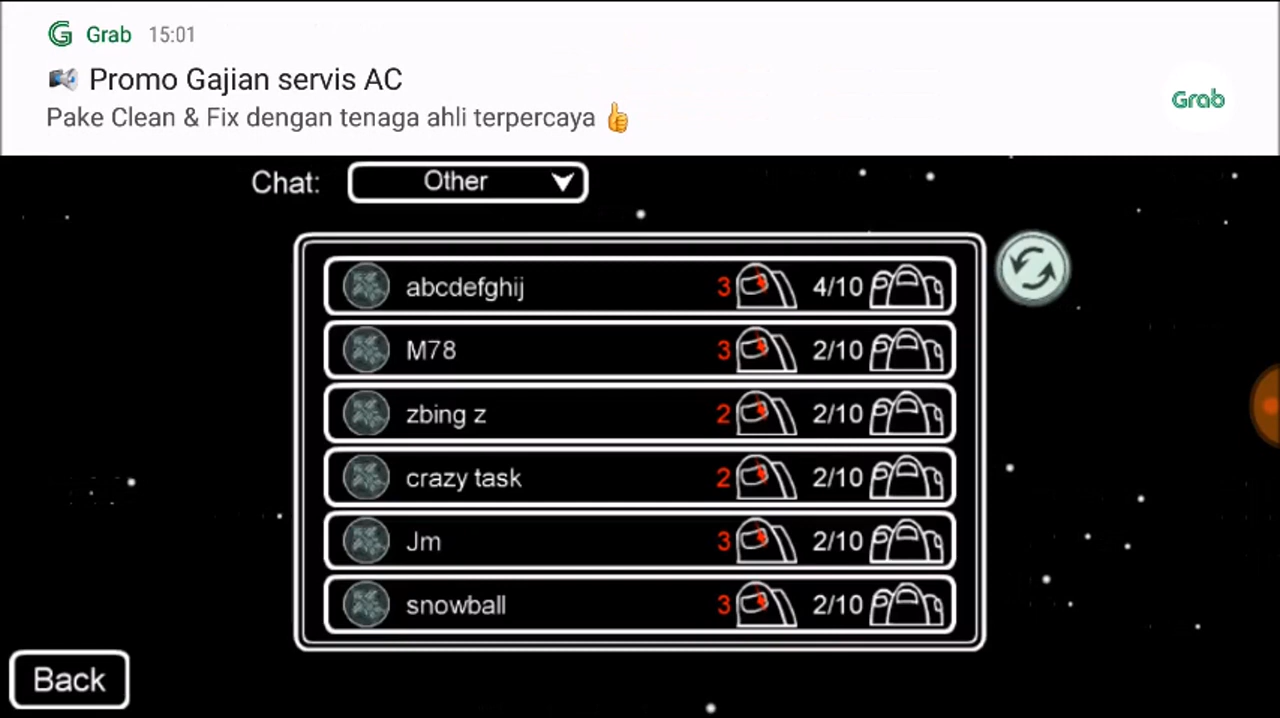 Grab 15:01
Promo Gajian servis AC
Pake Clean & Fix dengan tenaga ahli terpercaya
Grab
Chat: Other
abcdefghij 3 4/10
M78 3 2/10
zbing z 2 2/10
crazy task 2 2/10
Jm 3 2/10
snowball 3 2/10
Back